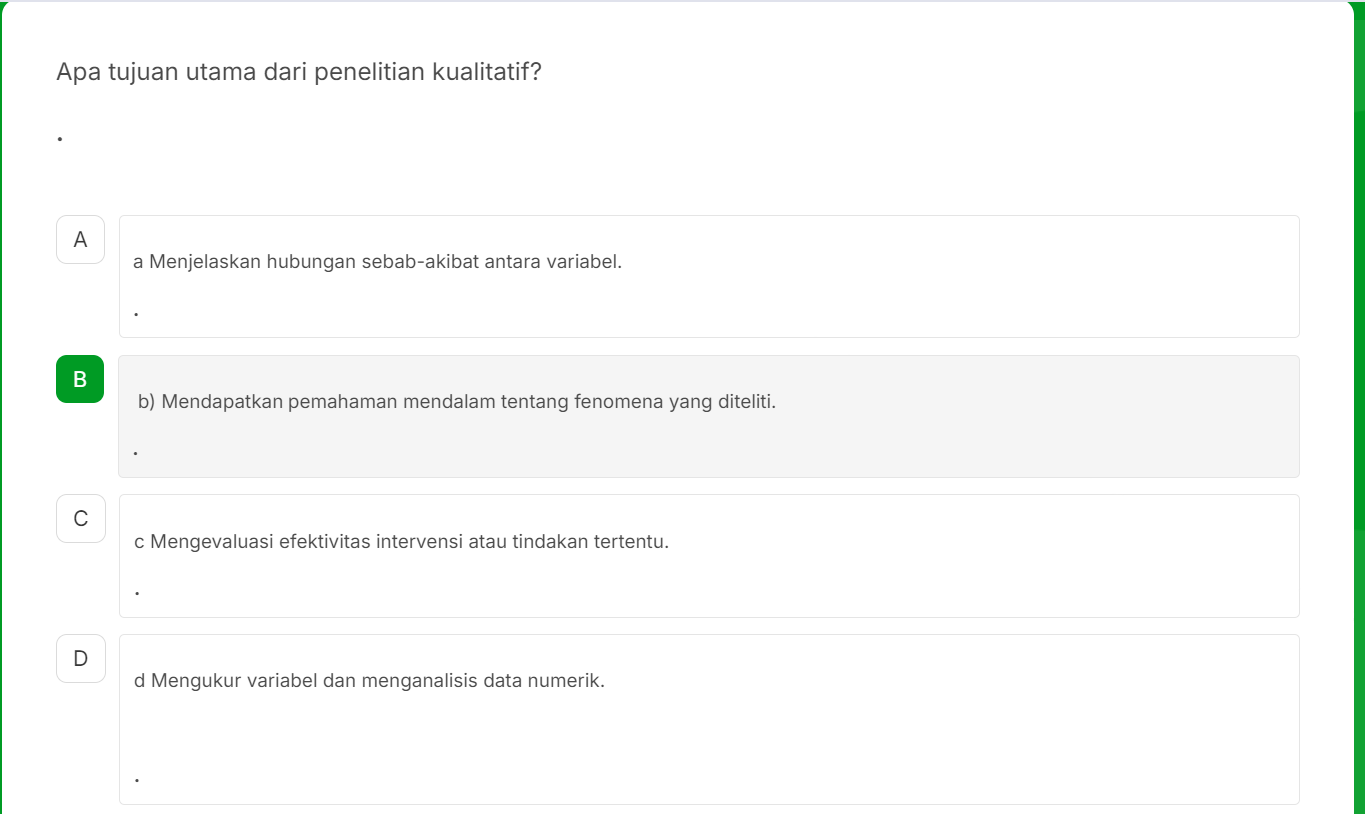 Apa tujuan utama dari penelitian kualitatif?
.
A
a Menjelaskan hubungan sebab-akibat antara variabel.
.
B
b) Mendapatkan pemahaman mendalam tentang fenomena yang diteliti.
.
C
c Mengevaluasi efektivitas intervensi atau tindakan tertentu.
.
D
d Mengukur variabel dan menganalisis data numerik.
.